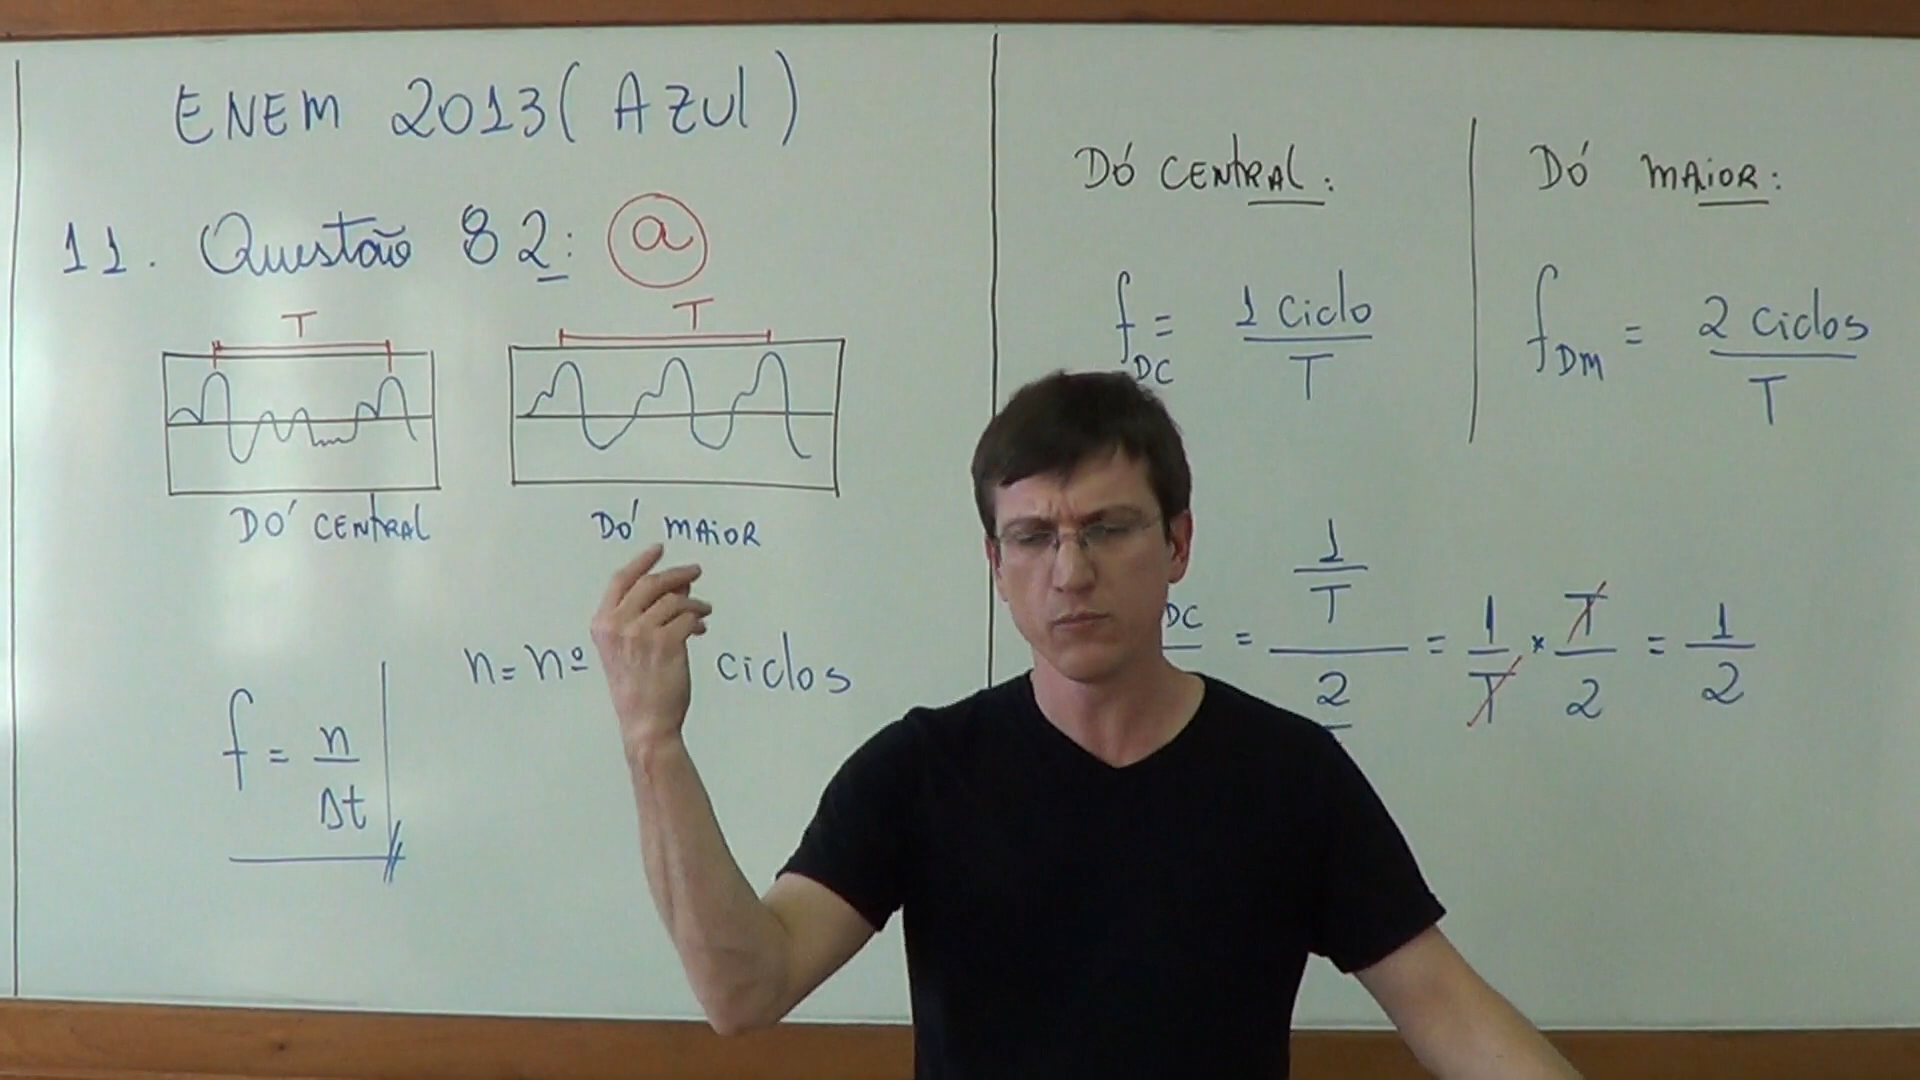 ENEM 2013 (Azul)
11. Questão 82: a
T
T
DÓ CENTRAL
DÓ MAIOR
n = nº ciclos
f = n/Δt
DÓ CENTRAL:
f DC = 1 ciclo/T
DÓ MAIOR:
f Dm = 2 ciclos/T
DC = 1/T / 2 = 1/T * T/2 = 1/2